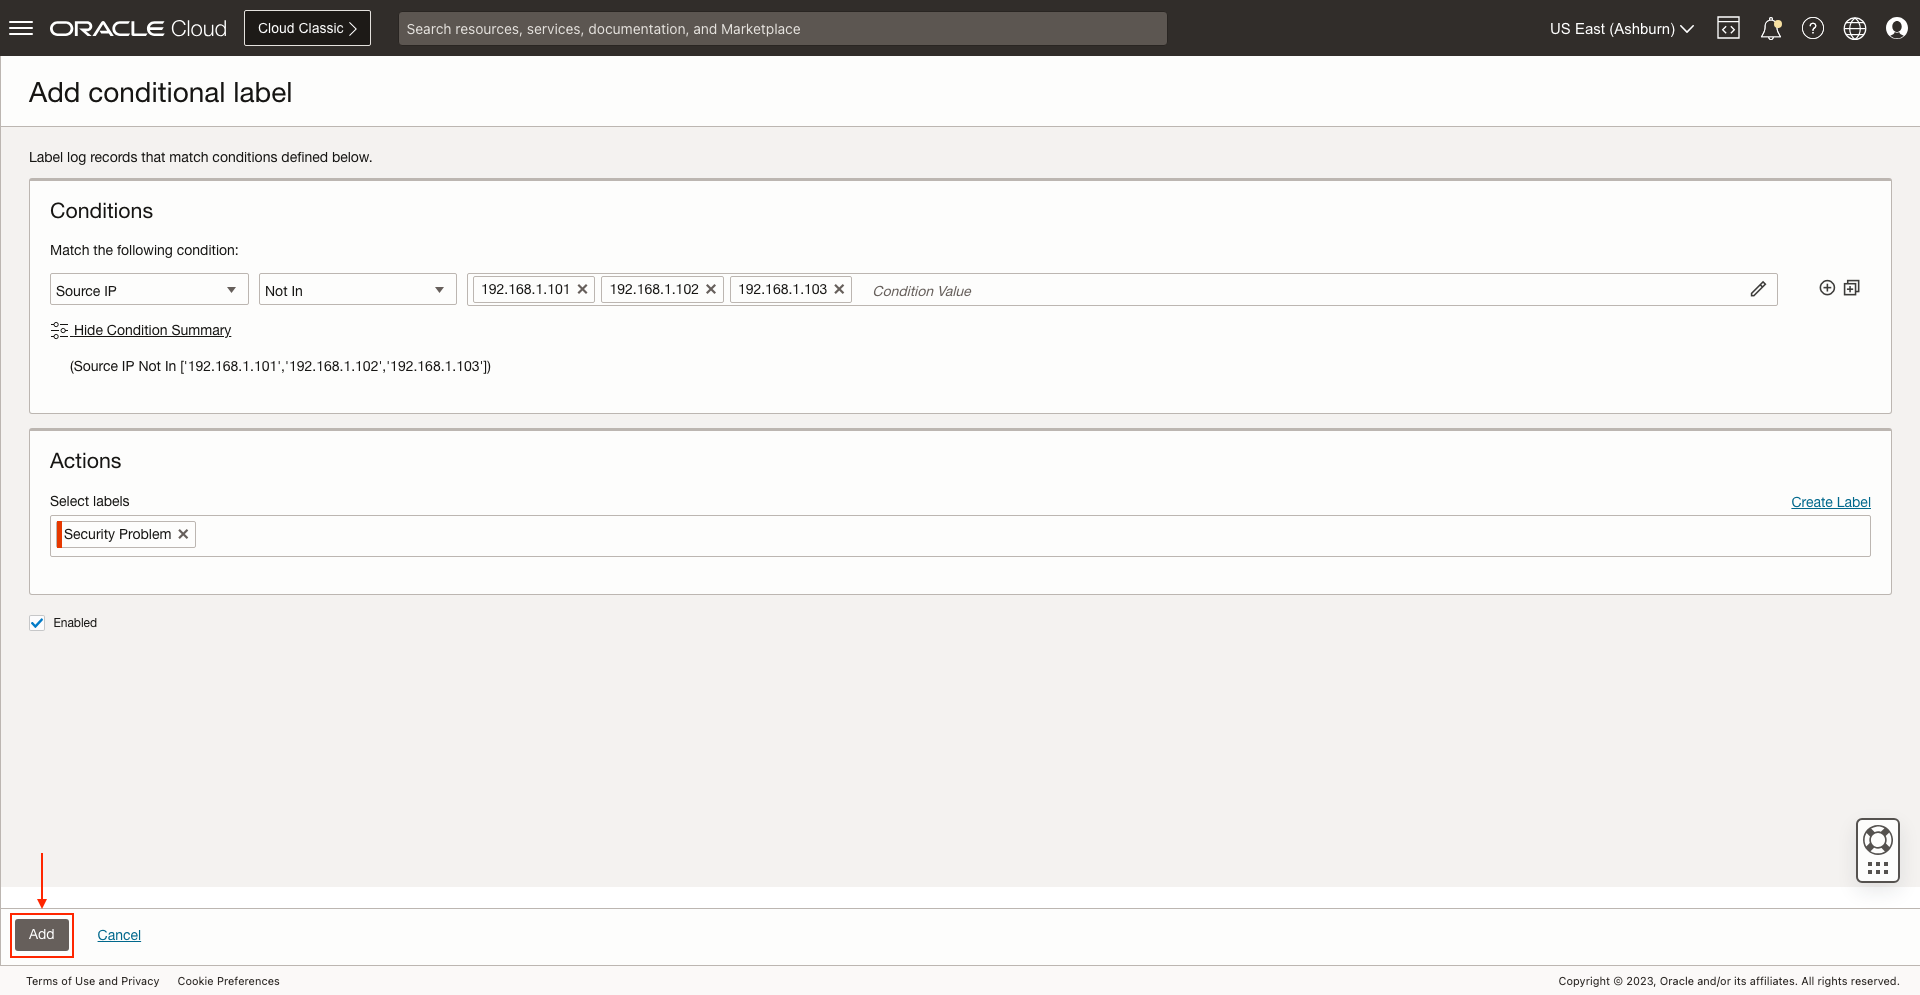 ORACLE Cloud
Cloud Classic
Search resources, services, documentation, and Marketplace
US East (Ashburn)
Add conditional label
Label log records that match conditions defined below.
Conditions
Match the following condition:
Source IP
Not In
192.168.1.101
192.168.1.102
192.168.1.103
Condition Value
Hide Condition Summary
(Source IP Not In ['192.168.1.101','192.168.1.102','192.168.1.103'])
Actions
Select labels
Create Label
Security Problem
Enabled
Add
Cancel
Terms of Use and Privacy
Cookie Preferences
Copyright © 2023, Oracle and/or its affiliates. All rights reserved.